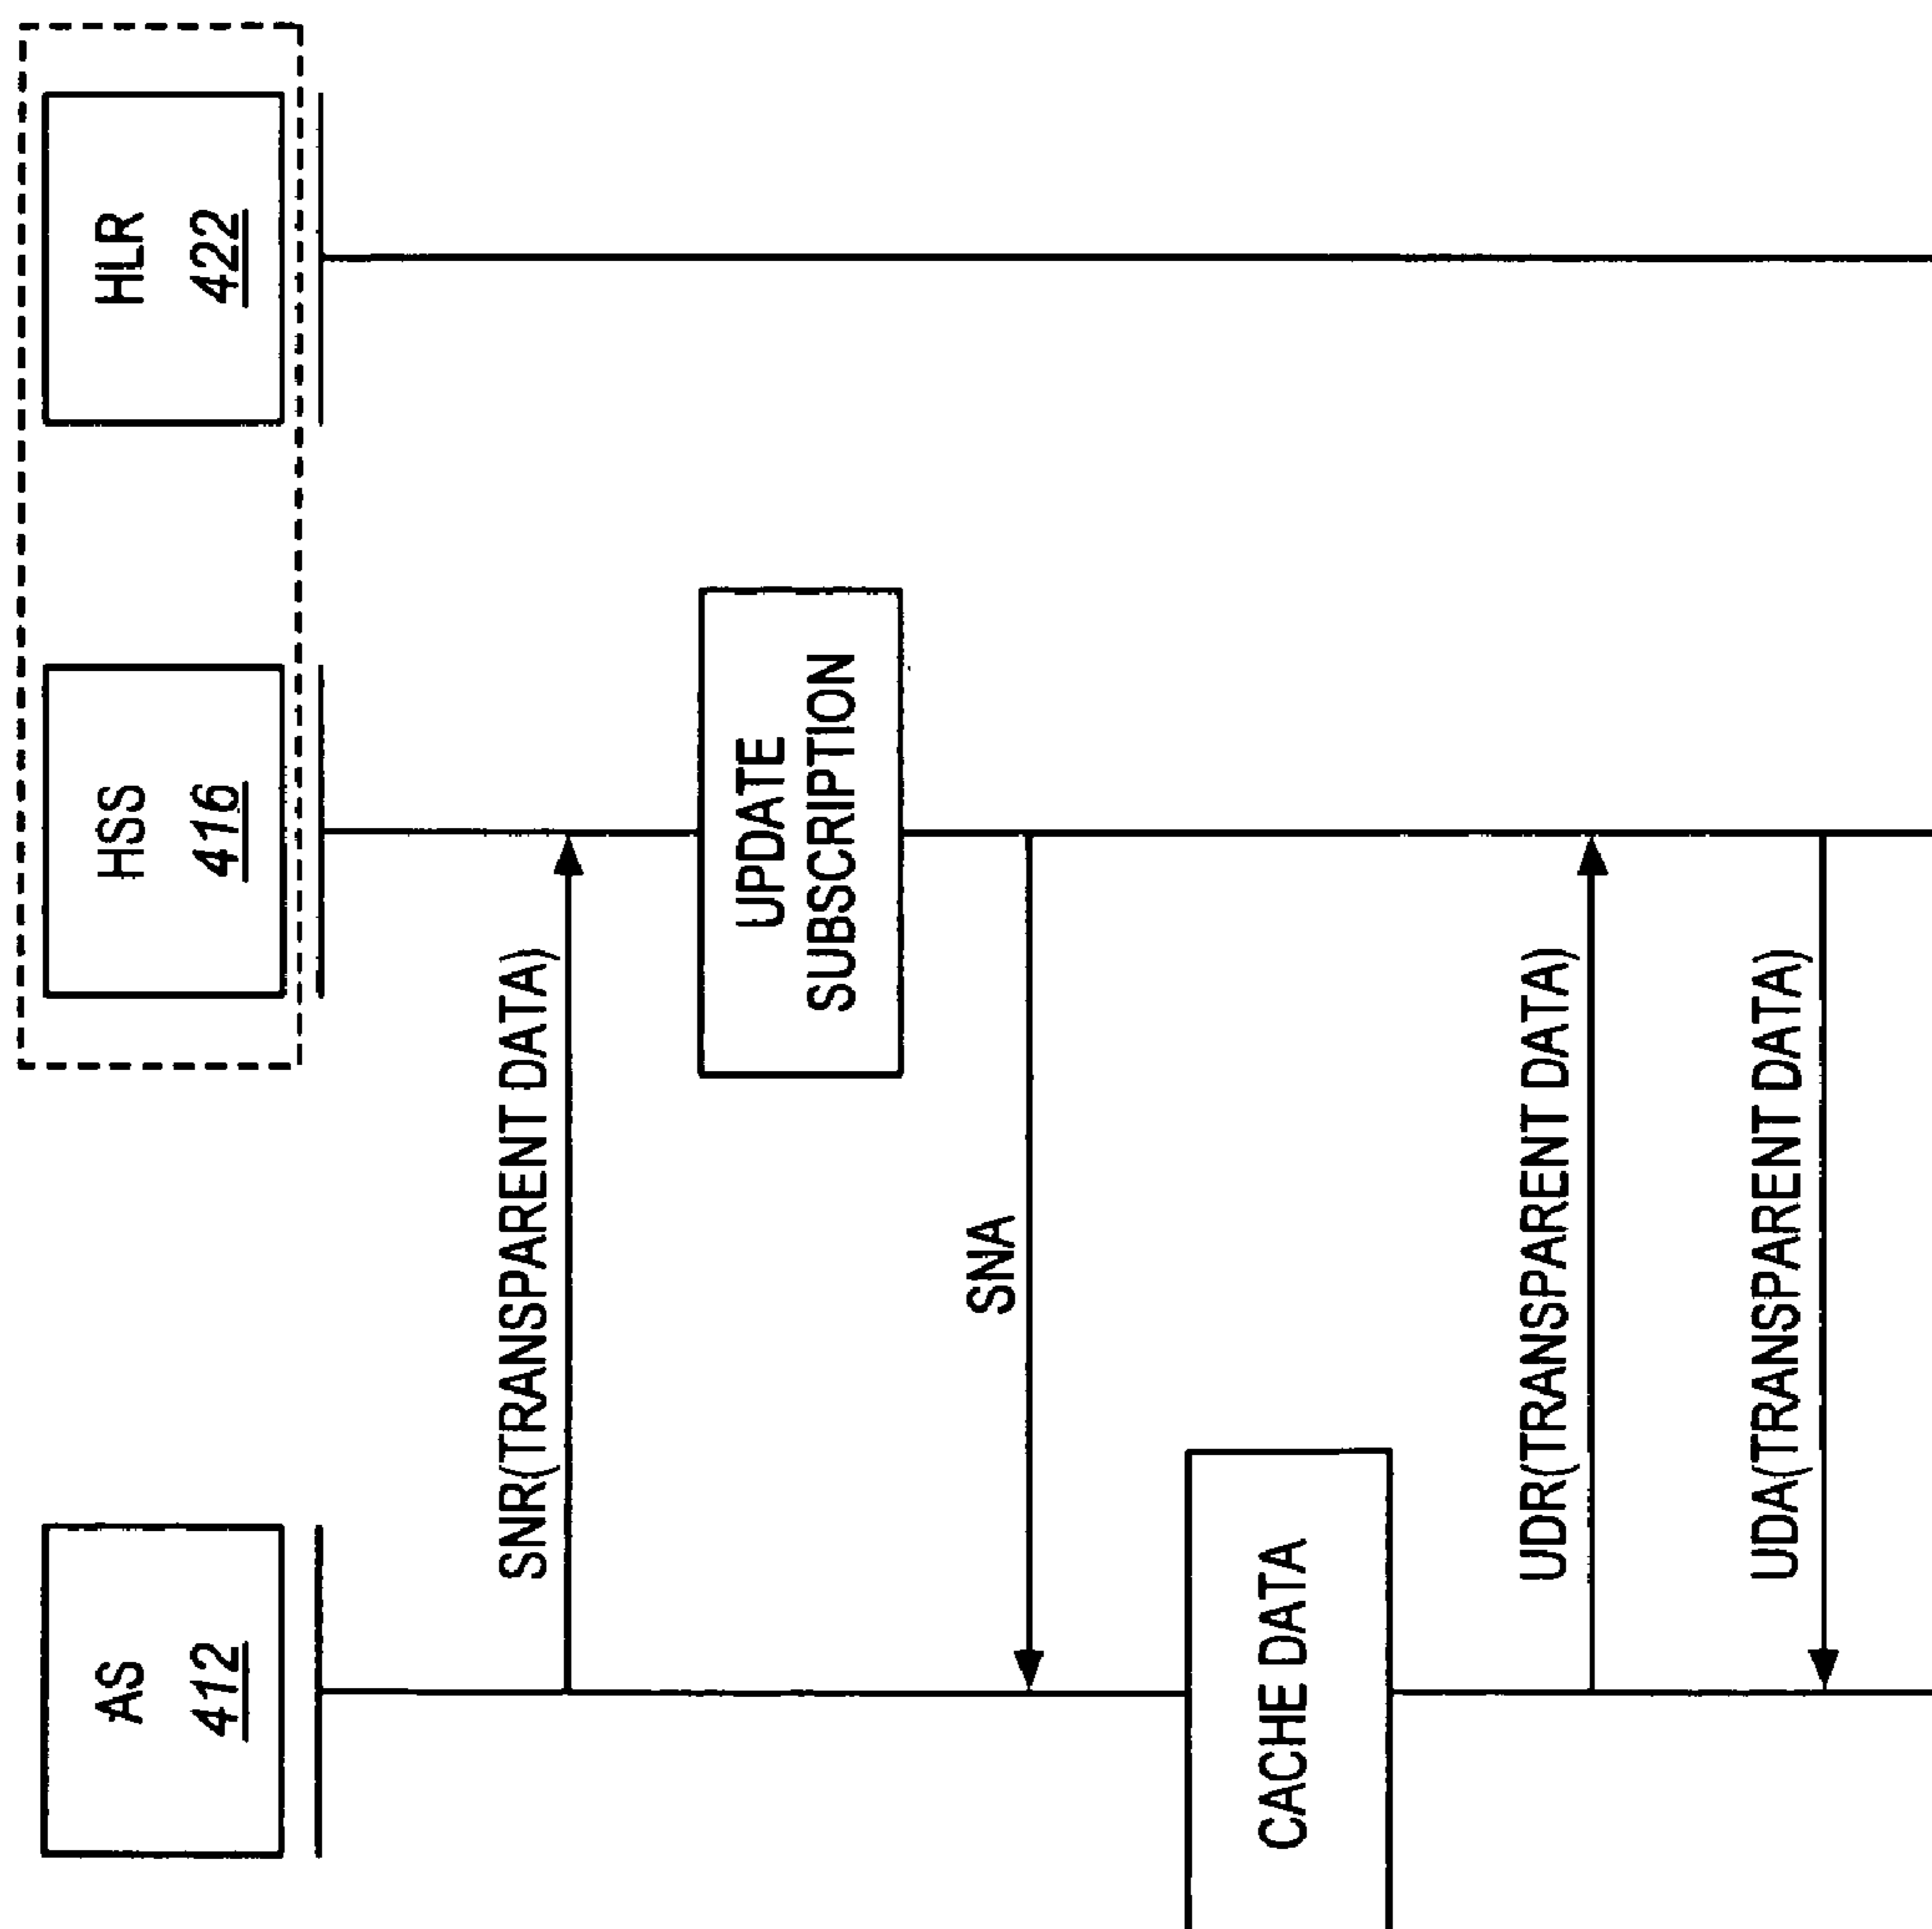 AS
412
HSS
416
HLR
422
SNR(TRANSPARENT DATA)
UPDATE
SUBSCRIPTION
SNA
CACHE DATA
UDR(TRANSPARENT DATA)
UDA(TRANSPARENT DATA)